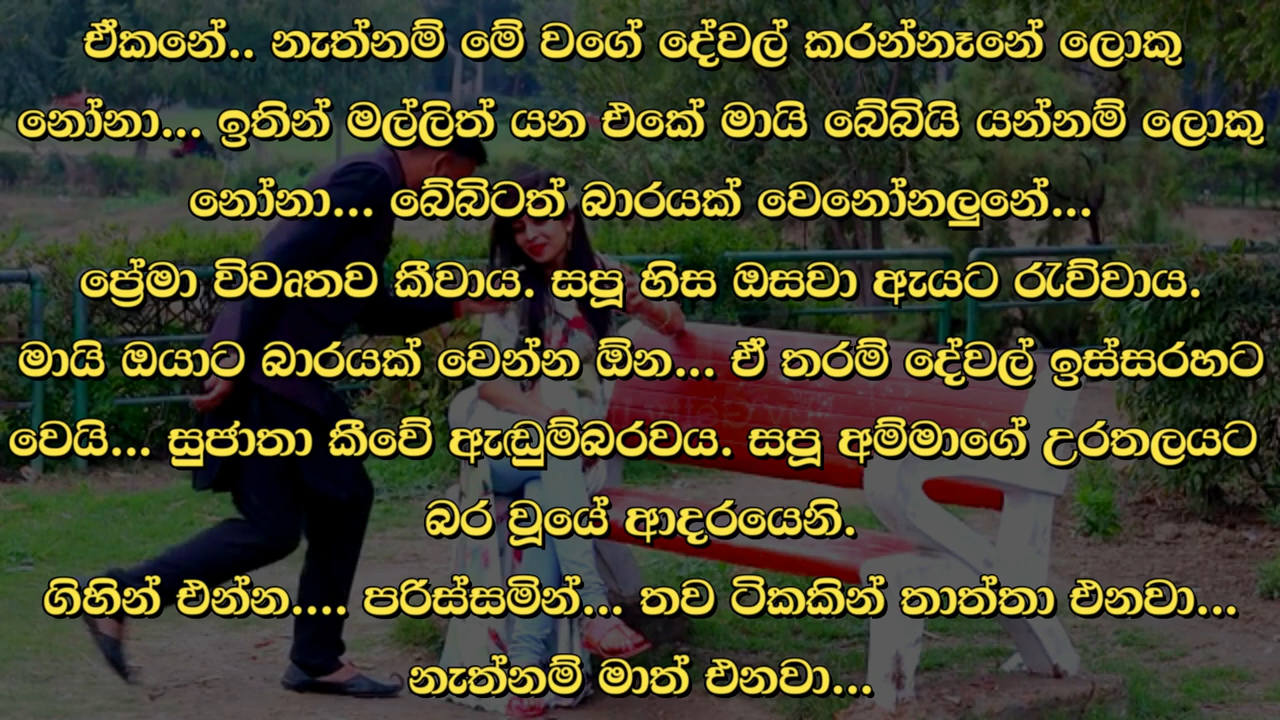 ඒකනේ.. නැත්නම් මේ වගේ දේවල් කරන්නෑනේ ලොකු
නෝනා... ඉතින් මල්ලිත් යන එකේ මායි බේබියි යන්නම් ලොකු
නෝනා... බේබිටත් බාරයක් වෙනෝනලුනේ...
ප්‍රේමා විවෘතව කීවාය. සපූ හිස ඔසවා ඇයට රැව්වාය.
මායි ඔයාට බාරයක් වෙන්න ඕන... ඒ තරම් දේවල් ඉස්සරහට
වෙයි... සුජාතා කීවේ ඇඬුම්බරවය. සපූ අම්මාගේ උරතලයට
බර වූයේ ආදරයෙනි.
ගිහින් එන්න.... පරිස්සමින්... තව ටිකකින් තාත්තා එනවා...
නැත්නම් මාත් එනවා...